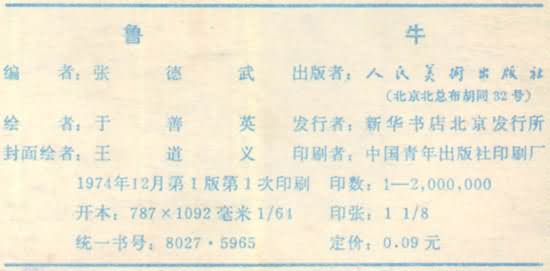 鲁 牛
编者：张德武 出版者：人民美術出版社
（北京北总布胡同32号）
绘者：于善英 发行者：新华书店北京发行所
封面绘者：王道义 印刷者：中国青年出版社印刷厂
1974年12月第1版第1次印刷 印数：1—2,000,000
开本：787×1092毫米1/64 印张：1 1/8
统一书号：8027·5965 定价：0.09元